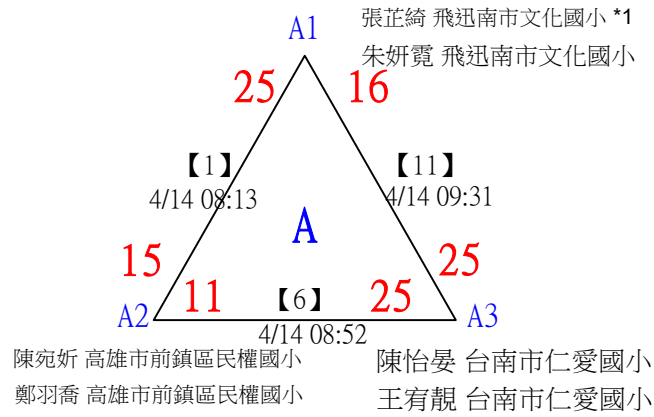 張芷綺 飛迅南市文化國小 *1
A1
朱妍霓 飛迅南市文化國小
25 16
【1】 【11】
4/14 08:13 4/14 09:31
A
15 25
11 【6】 25
A2 A3
4/14 08:52
陳宛妡 高雄市前鎮區民權國小 陳怡晏 台南市仁愛國小
鄭羽喬 高雄市前鎮區民權國小 王宥靚 台南市仁愛國小